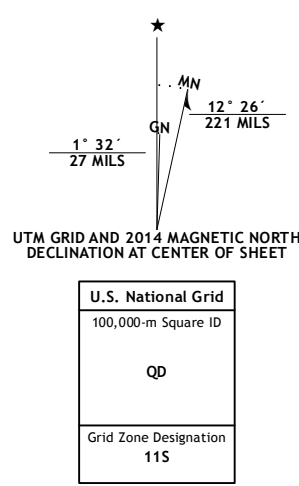 MN
GN
12° 26´
221 MILS
1° 32´
27 MILS
UTM GRID AND 2014 MAGNETIC NORTH
DECLINATION AT CENTER OF SHEET
U.S. National Grid
100,000-m Square ID
QD
Grid Zone Designation
11S